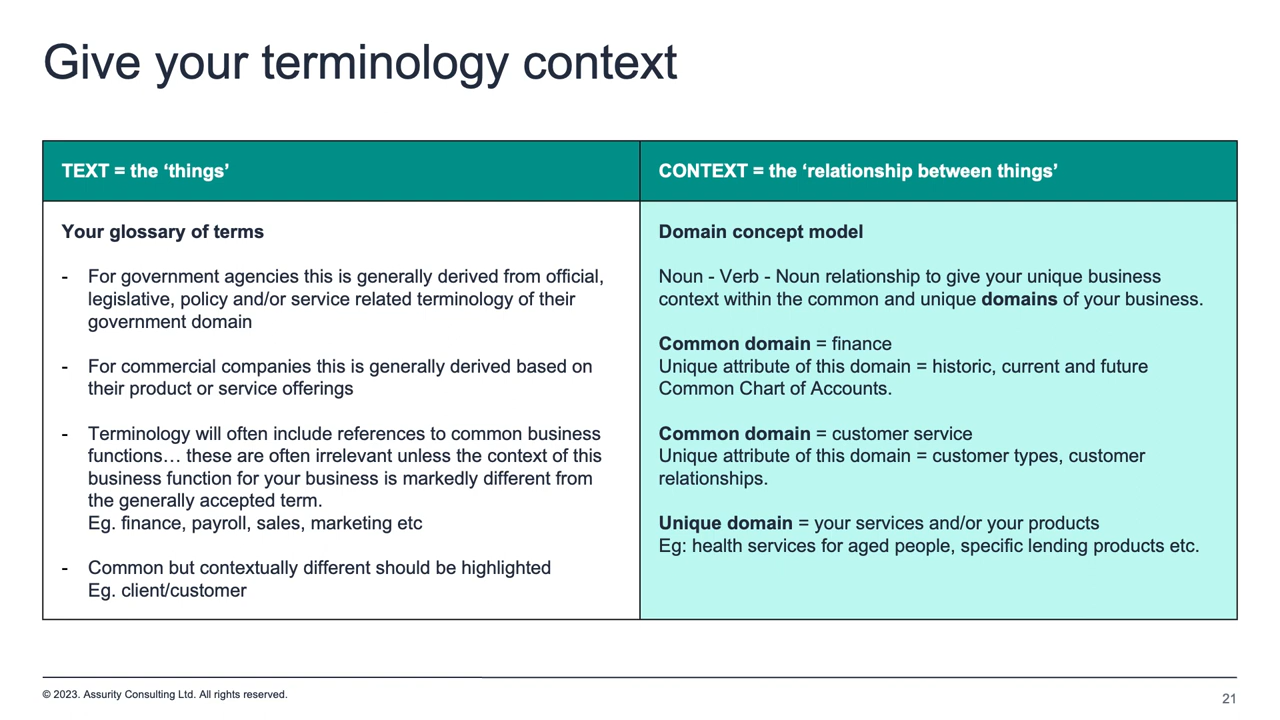 Give your terminology context
TEXT = the ‘things’
CONTEXT = the ‘relationship between things’
Your glossary of terms
- For government agencies this is generally derived from official,
legislative, policy and/or service related terminology of their
government domain
- For commercial companies this is generally derived based on
their product or service offerings
- Terminology will often include references to common business
functions… these are often irrelevant unless the context of this
business function for your business is markedly different from
the generally accepted term.
Eg. finance, payroll, sales, marketing etc
- Common but contextually different should be highlighted
Eg. client/customer
Domain concept model
Noun - Verb - Noun relationship to give your unique business
context within the common and unique domains of your business.
Common domain = finance
Unique attribute of this domain = historic, current and future
Common Chart of Accounts.
Common domain = customer service
Unique attribute of this domain = customer types, customer
relationships.
Unique domain = your services and/or your products
Eg: health services for aged people, specific lending products etc.
© 2023. Assurity Consulting Ltd. All rights reserved.
21